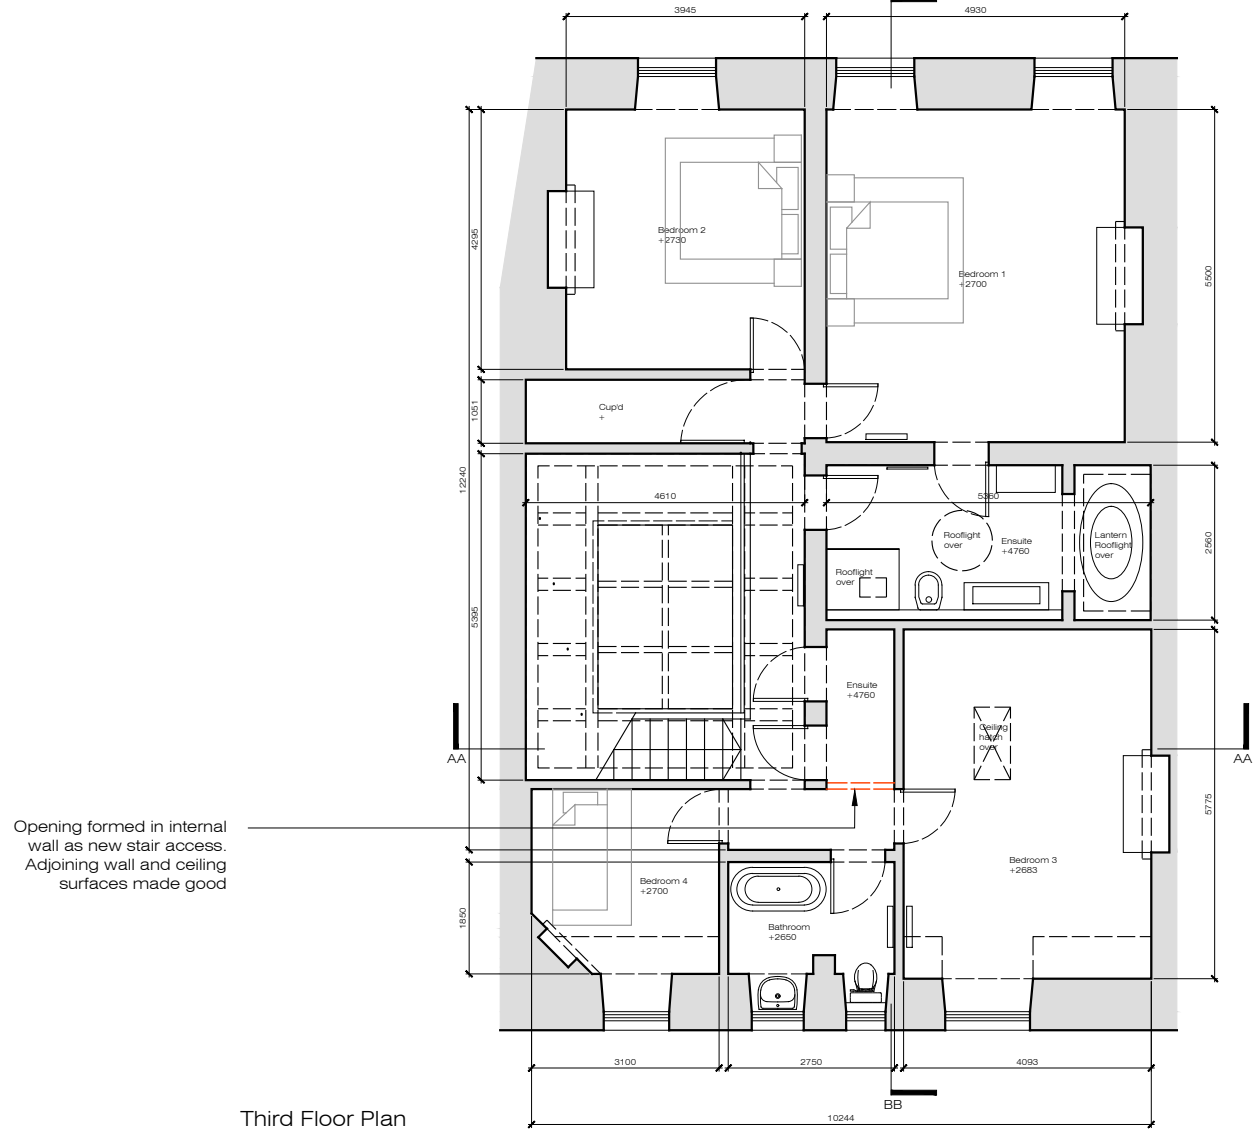 3945
4930
4295
5500
Bedroom 2
+2730
Bedroom 1
+2700
1051
Cup'd
+
12240
4610
5360
2560
Rooflight
over
Ensuite
+4760
Lantern
Rooflight
over
Rooflight
over
5395
Ensuite
+4760
Ceiling
hatch
over
AA
AA
5775
Opening formed in internal
wall as new stair access.
Adjoining wall and ceiling
surfaces made good
Bedroom 3
+2683
Bedroom 4
+2700
1850
Bathroom
+2650
3100
2750
4093
BB
10244
Third Floor Plan